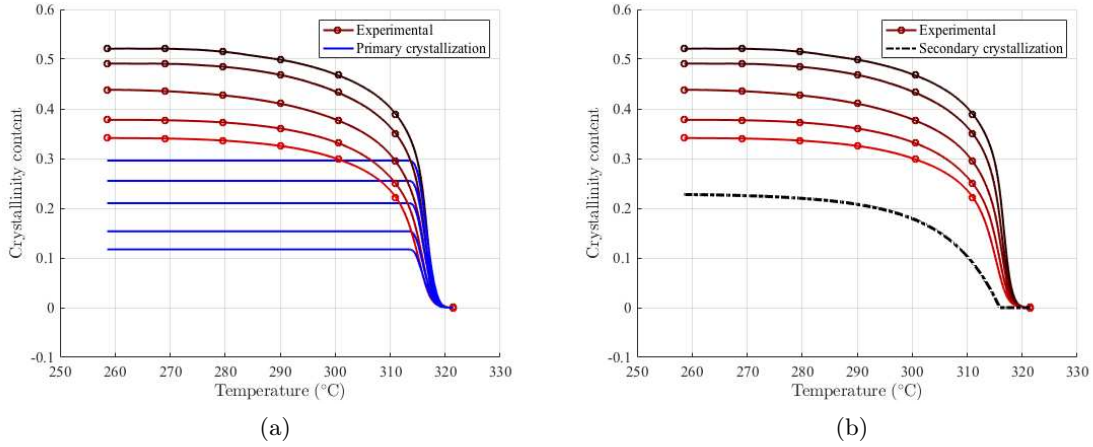 0.6
0.5
0.4
0.3
0.2
0.1
0
-0.1
Crystallinity content
Experimental
Primary crystallization
250 260 270 280 290 300 310 320 330
Temperature (°C)
(a)
0.6
0.5
0.4
0.3
0.2
0.1
0
-0.1
Crystallinity content
Experimental
Secondary crystallization
250 260 270 280 290 300 310 320 330
Temperature (°C)
(b)